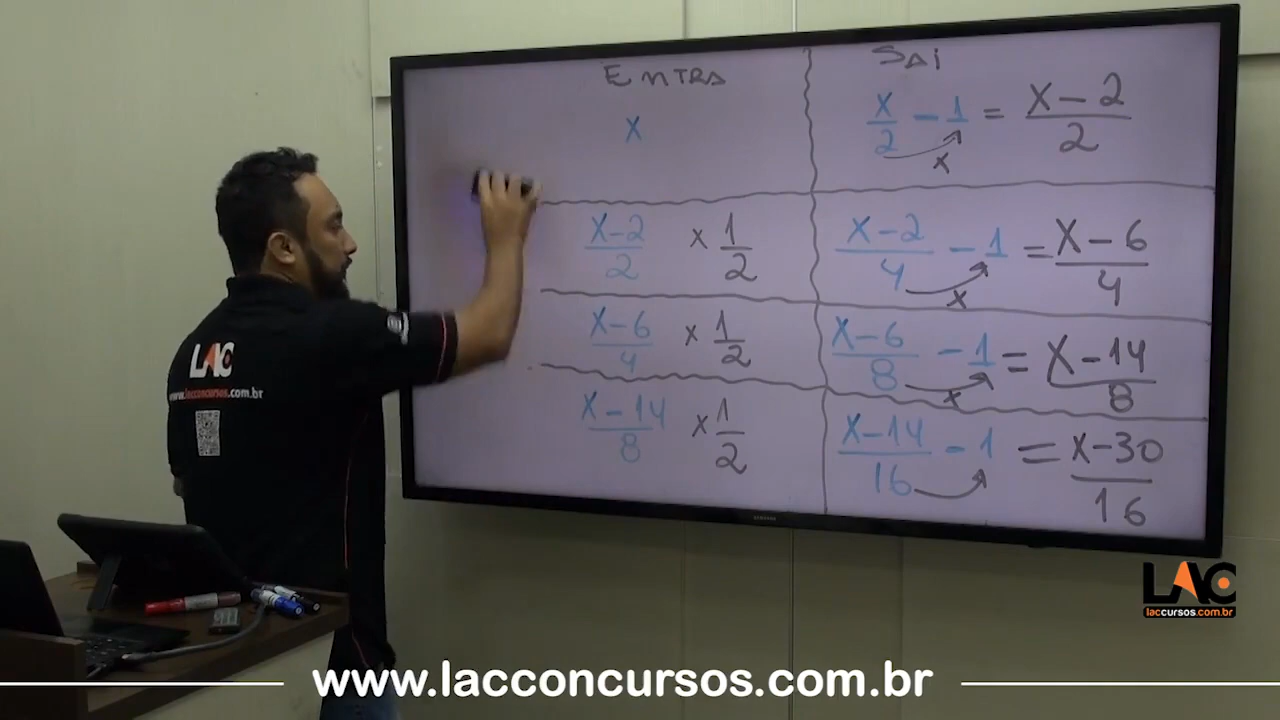 ENTRA SAI
x x/2 - 1 = x - 2/2
x
x-2/2 x 1/2 x-2/4 - 1 = x-6/4
x
x-6/4 x 1/2 x-6/8 - 1 = x-14/8
x
x-14/8 x 1/2 x-14/16 - 1 = x-30/16
LAC
www.lacconcursos.com.br
LAC
laccursos.com.br
www.lacconcursos.com.br